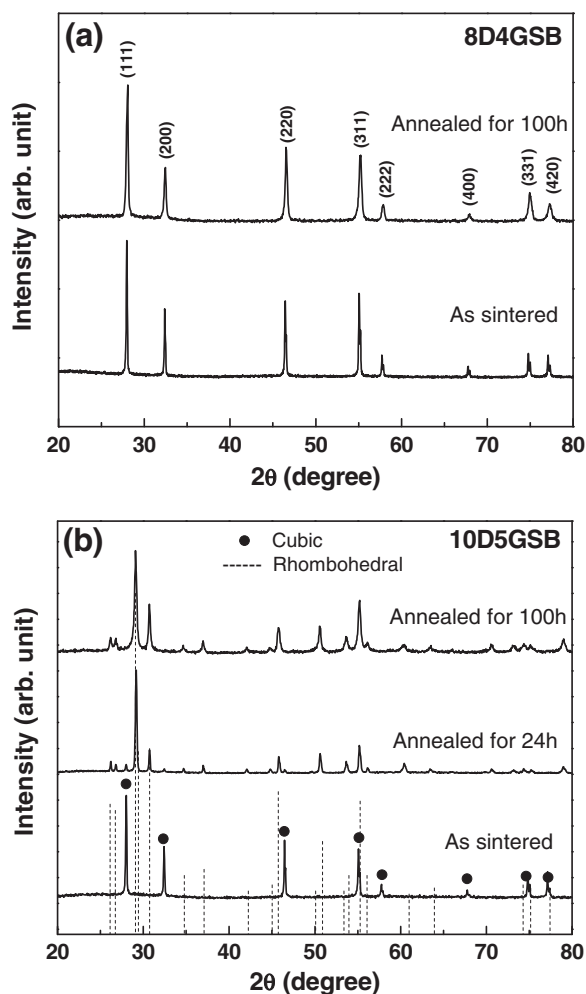 (a)
8D4GSB
(111)
(200)
(220)
(311)
(222)
(400)
(331)
(420)
Annealed for 100h
As sintered
Intensity (arb. unit)
20 30 40 50 60 70 80
2θ (degree)
(b)
10D5GSB
● Cubic
Rhombohedral
Annealed for 100h
Annealed for 24h
As sintered
Intensity (arb. unit)
20 30 40 50 60 70 80
2θ (degree)